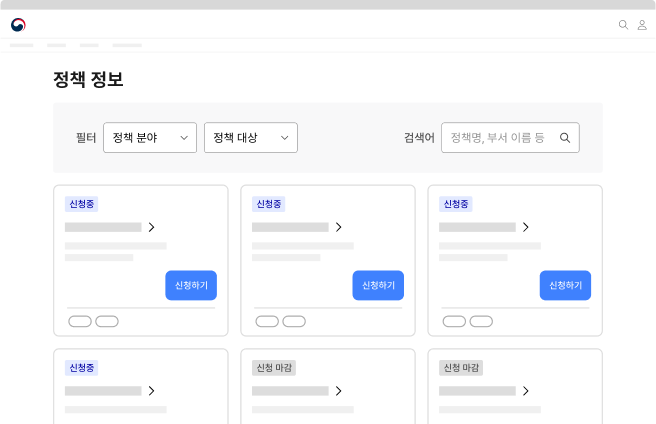 정책 정보
필터 정책 분야 정책 대상 검색어 정책명, 부서 이름 등
신청중 신청중 신청중
신청하기 신청하기 신청하기
신청중 신청 마감 신청 마감